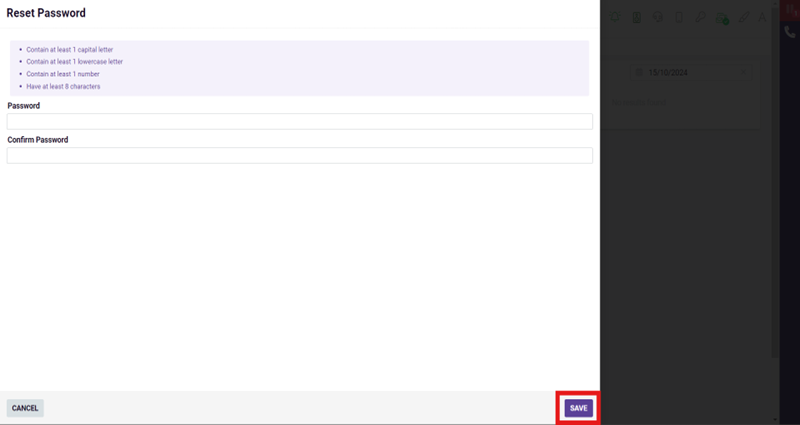 Reset Password
Contain at least 1 capital letter
Contain at least 1 lowercase letter
Contain at least 1 number
Have at least 8 characters
Password
Confirm Password
CANCEL
SAVE
15/10/2024